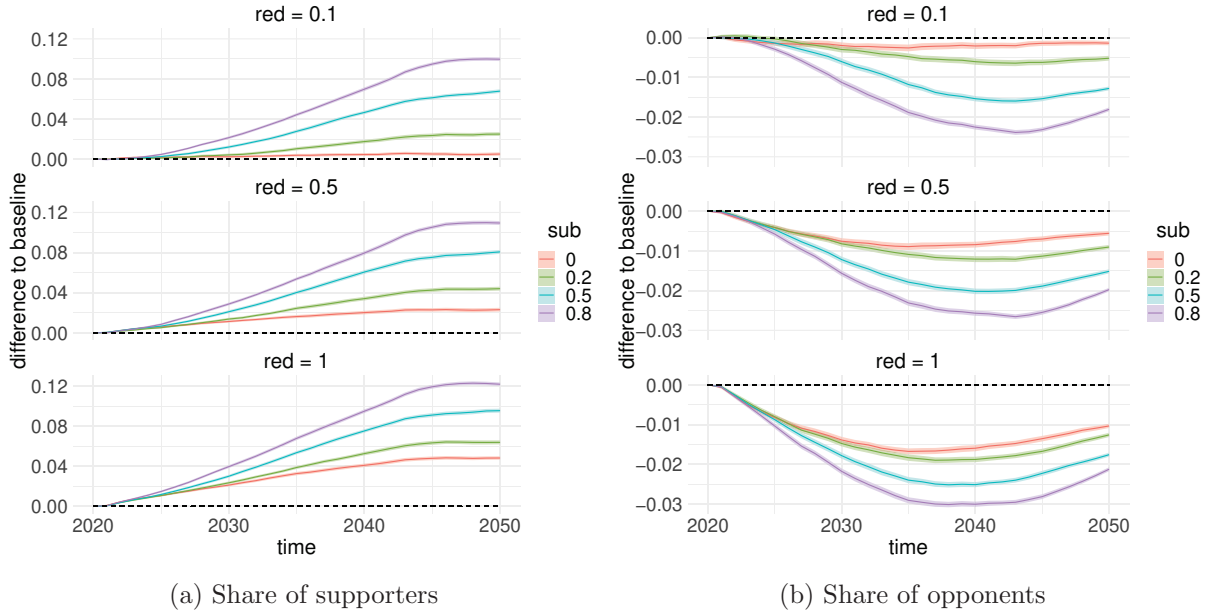 red = 0.1
0.12
0.08
0.04
0.00
red = 0.5
0.12
0.08
0.04
0.00
red = 1
0.12
0.08
0.04
0.00
2020 2030 2040 2050
time
difference to baseline
sub
0
0.2
0.5
0.8
(a) Share of supporters
red = 0.1
0.00
−0.01
−0.02
−0.03
red = 0.5
0.00
−0.01
−0.02
−0.03
red = 1
0.00
−0.01
−0.02
−0.03
2020 2030 2040 2050
time
difference to baseline
sub
0
0.2
0.5
0.8
(b) Share of opponents